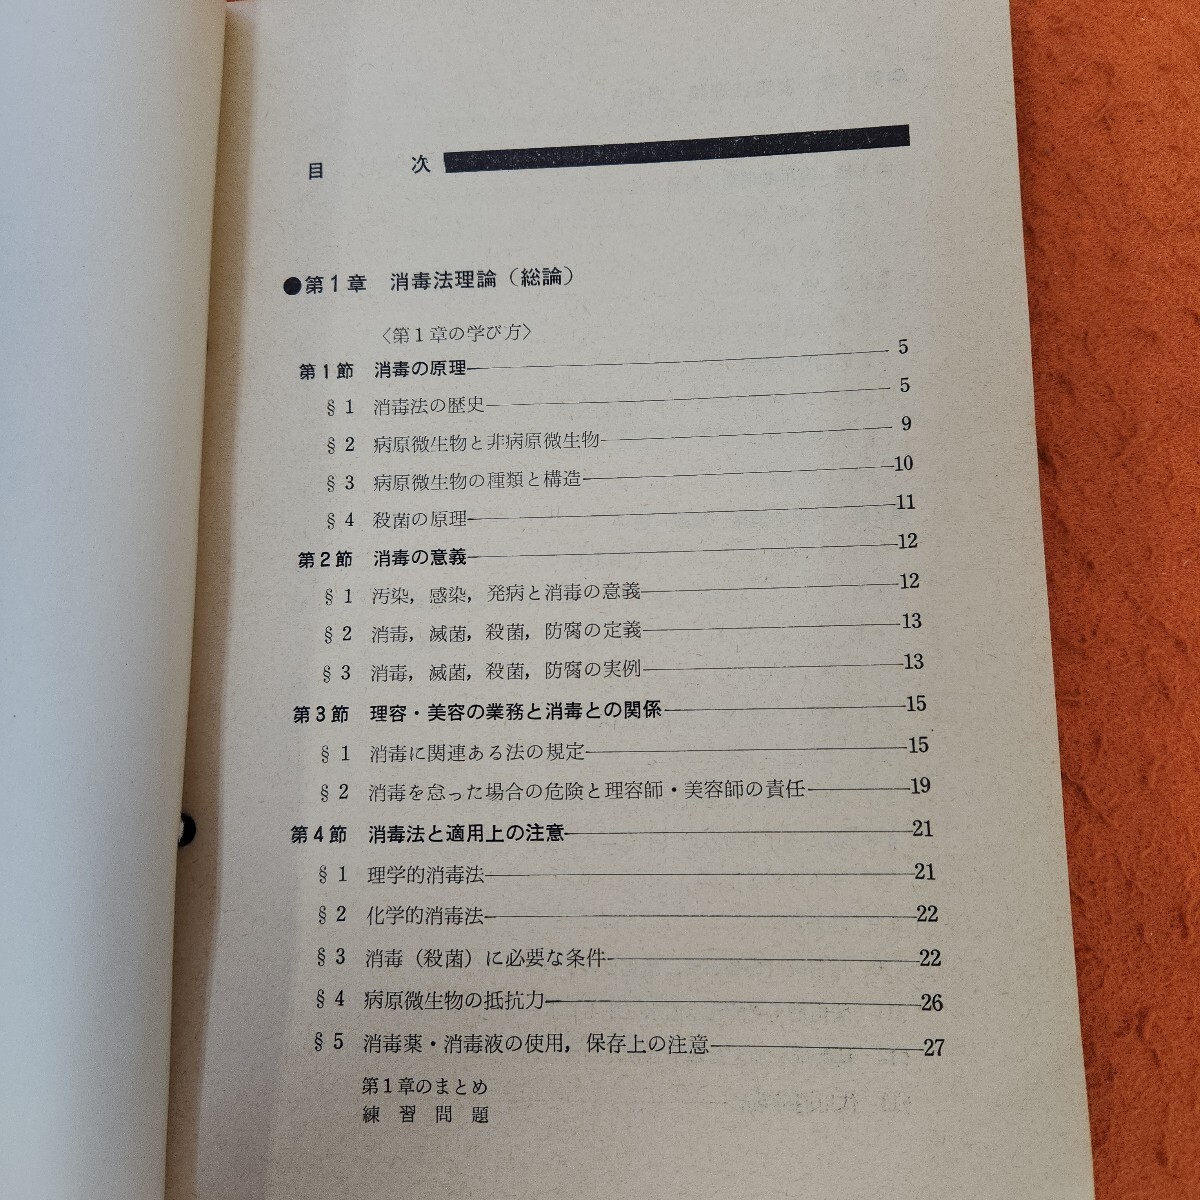 目 次
●第1章 消毒法理論（総論）
〈第1章の学び方〉
第1節 消毒の原理 5
§1 消毒法の歴史 5
§2 病原微生物と非病原微生物 9
§3 病原微生物の種類と構造 10
§4 殺菌の原理 11
第2節 消毒の意義 12
§1 汚染，感染，発病と消毒の意義 12
§2 消毒，滅菌，殺菌，防腐の定義 13
§3 消毒，滅菌，殺菌，防腐の実例 13
第3節 理容・美容の業務と消毒との関係 15
§1 消毒に関連ある法の規定 15
§2 消毒を怠った場合の危険と理容師・美容師の責任 19
第4節 消毒法と適用上の注意 21
§1 理学的消毒法 21
§2 化学的消毒法 22
§3 消毒（殺菌）に必要な条件 22
§4 病原微生物の抵抗力 26
§5 消毒薬・消毒液の使用，保存上の注意 27
第1章のまとめ
練習問題